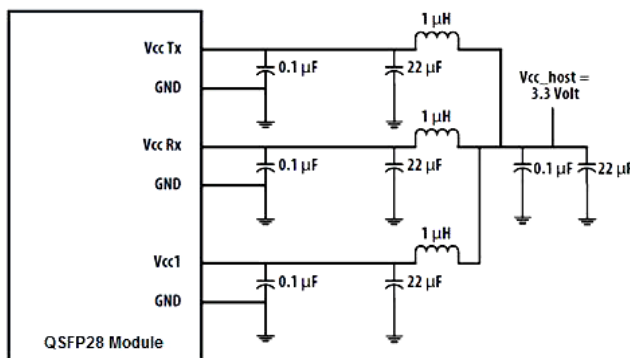 1 µH
Vcc Tx
0.1 µF
22 µF
GND
Vcc_host =
3.3 Volt
1 µH
Vcc Rx
0.1 µF
22 µF
0.1 µF
22 µF
GND
1 µH
Vcc1
0.1 µF
22 µF
GND
QSFP28 Module